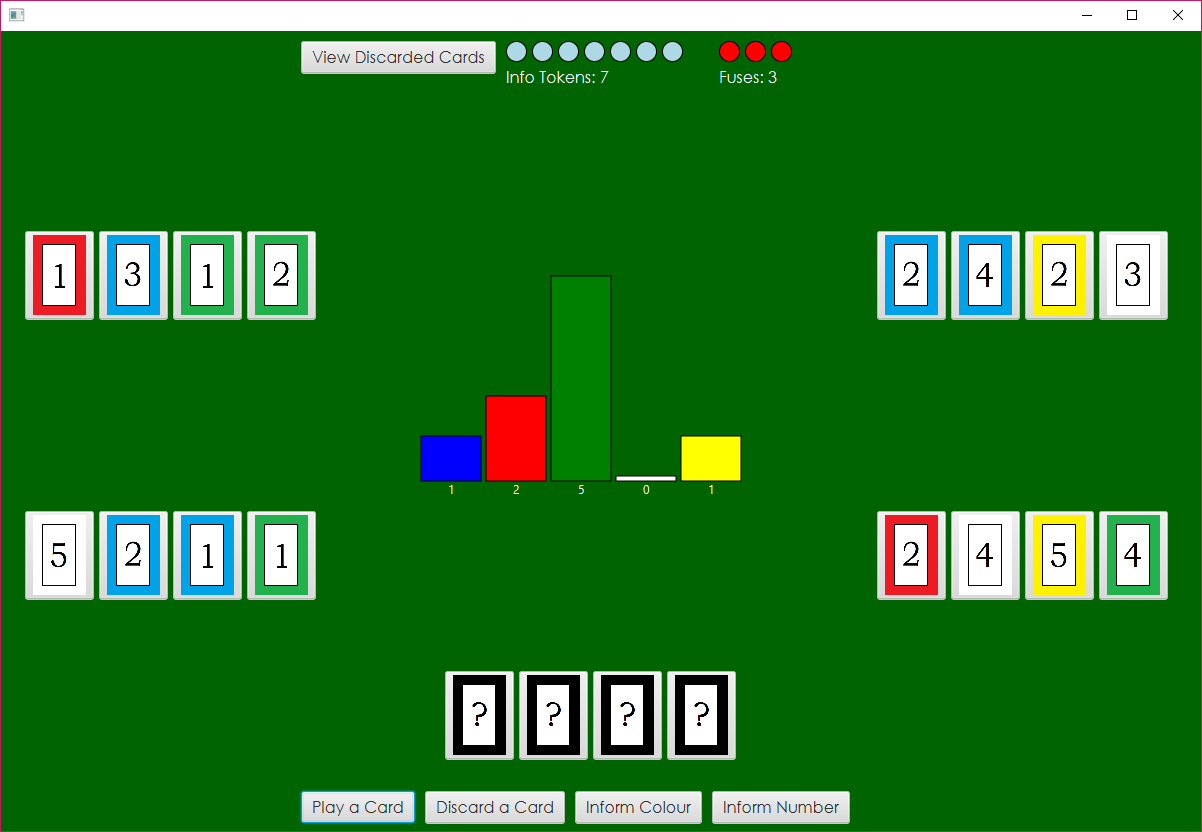 View Discarded Cards
Info Tokens: 7
Fuses: 3
1 3 1 2
2 4 2 3
1 2 5 0 1
5 2 1 1
2 4 5 4
? ? ? ?
Play a Card
Discard a Card
Inform Colour
Inform Number